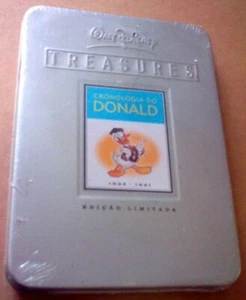 Walt Disney
TREASURES
CRONOLOGIA DO
DONALD
1934 - 1941
EDIÇÃO LIMITADA